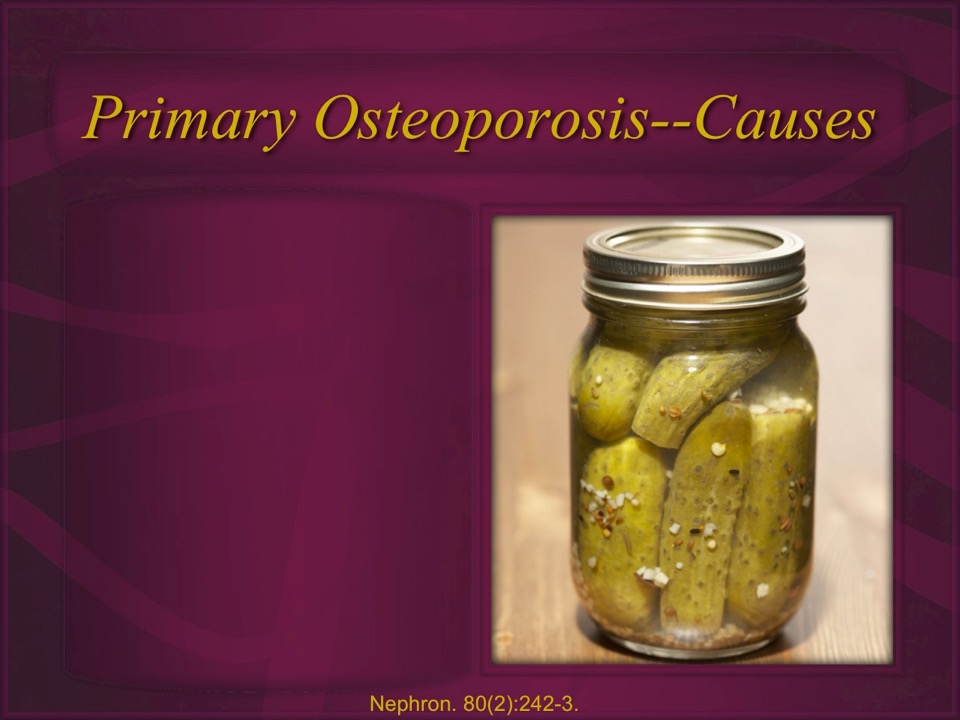 Primary Osteoporosis--Causes
Nephron. 80(2):242-3.